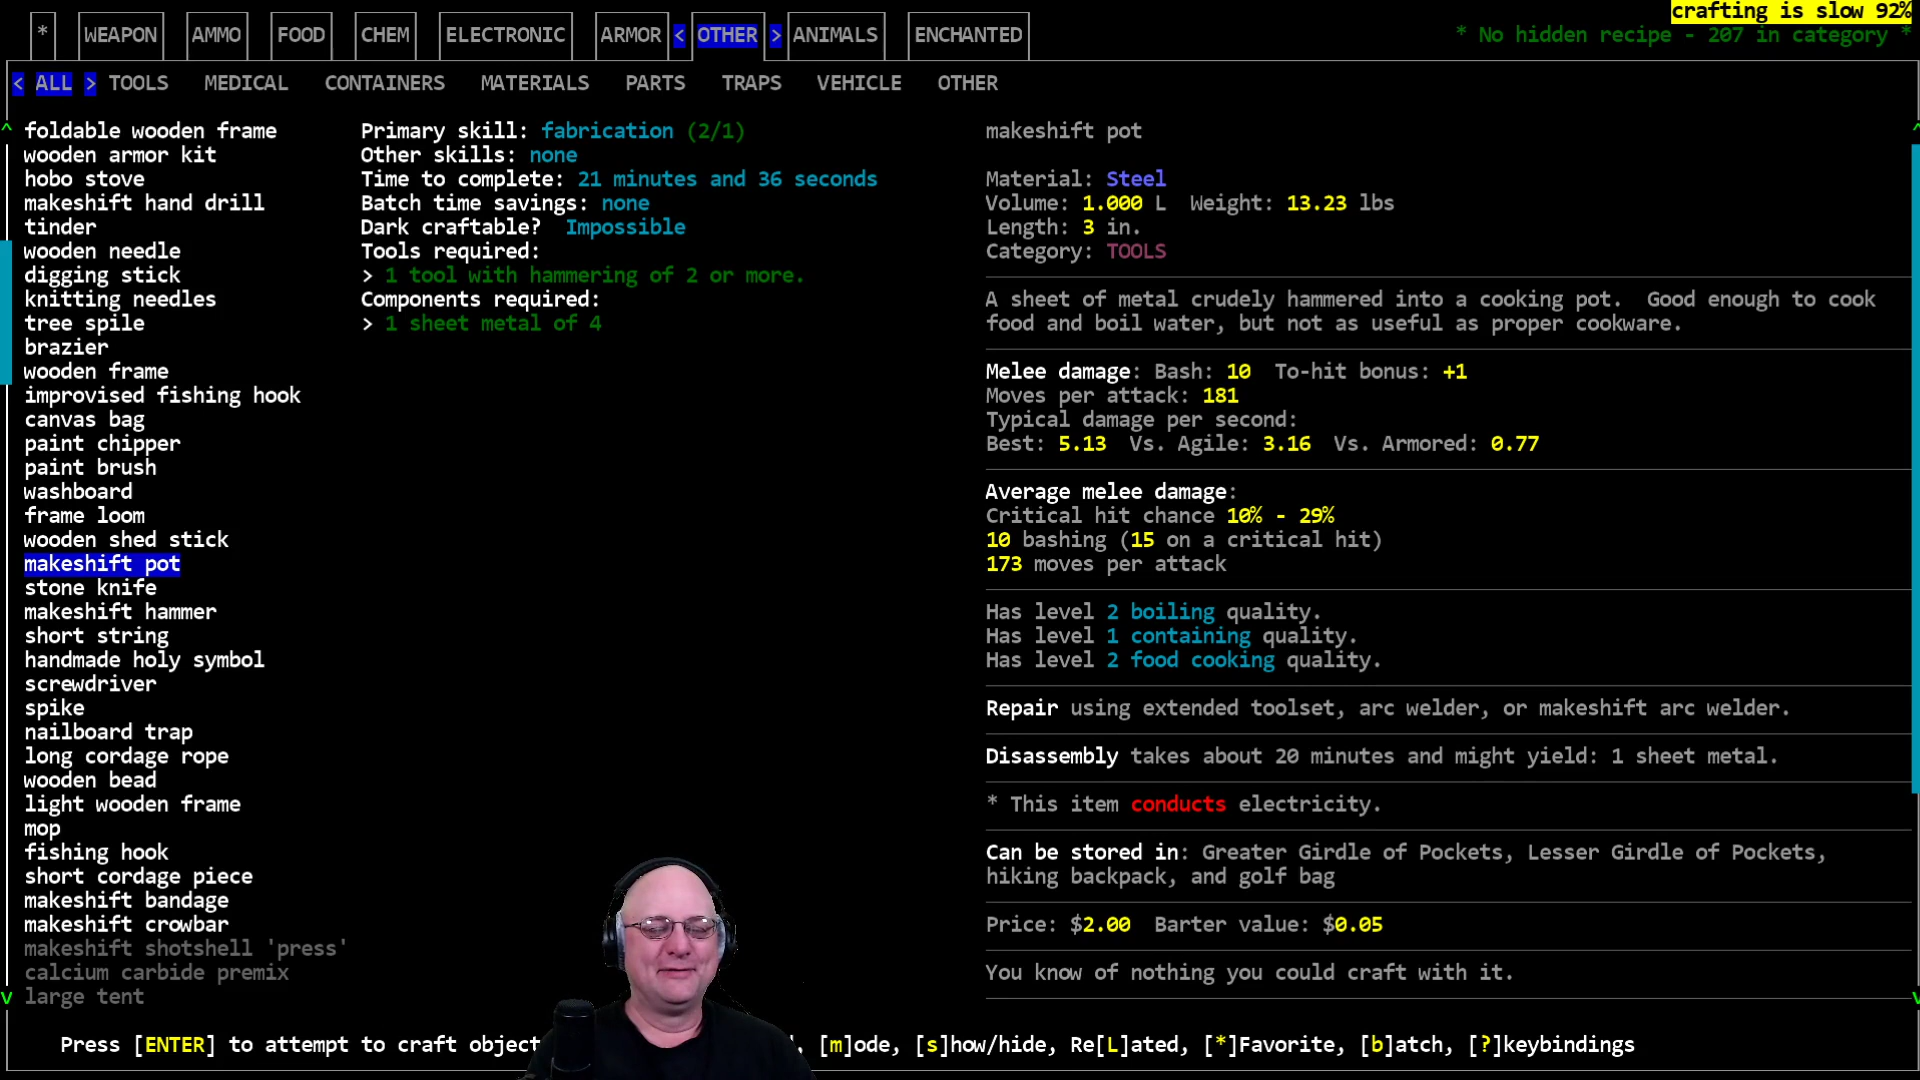 crafting is slow 92%
* WEAPON AMMO FOOD CHEM ELECTRONIC ARMOR < OTHER > ANIMALS ENCHANTED
* No hidden recipe - 207 in category *
< ALL > TOOLS MEDICAL CONTAINERS MATERIALS PARTS TRAPS VEHICLE OTHER
^ foldable wooden frame
wooden armor kit
hobo stove
makeshift hand drill
tinder
wooden needle
digging stick
knitting needles
tree spile
brazier
wooden frame
improvised fishing hook
canvas bag
paint chipper
paint brush
washboard
frame loom
wooden shed stick
makeshift pot
stone knife
makeshift hammer
short string
handmade holy symbol
screwdriver
spike
nailboard trap
long cordage rope
wooden bead
light wooden frame
mop
fishing hook
short cordage piece
makeshift bandage
makeshift crowbar
makeshift shotshell 'press'
calcium carbide premix
v large tent
Primary skill: fabrication (2/1)
Other skills: none
Time to complete: 21 minutes and 36 seconds
Batch time savings: none
Dark craftable? Impossible
Tools required:
> 1 tool with hammering of 2 or more.
Components required:
> 1 sheet metal of 4
makeshift pot
Material: Steel
Volume: 1.000 L Weight: 13.23 lbs
Length: 3 in.
Category: TOOLS
A sheet of metal crudely hammered into a cooking pot. Good enough to cook
food and boil water, but not as useful as proper cookware.
Melee damage: Bash: 10 To-hit bonus: +1
Moves per attack: 181
Typical damage per second:
Best: 5.13 Vs. Agile: 3.16 Vs. Armored: 0.77
Average melee damage:
Critical hit chance 10% - 29%
10 bashing (15 on a critical hit)
173 moves per attack
Has level 2 boiling quality.
Has level 1 containing quality.
Has level 2 food cooking quality.
Repair using extended toolset, arc welder, or makeshift arc welder.
Disassembly takes about 20 minutes and might yield: 1 sheet metal.
* This item conducts electricity.
Can be stored in: Greater Girdle of Pockets, Lesser Girdle of Pockets,
hiking backpack, and golf bag
Price: $2.00 Barter value: $0.05
You know of nothing you could craft with it.
Press [ENTER] to attempt to craft object , [m]ode, [s]how/hide, Re[L]ated, [*]Favorite, [b]atch, [?]keybindings